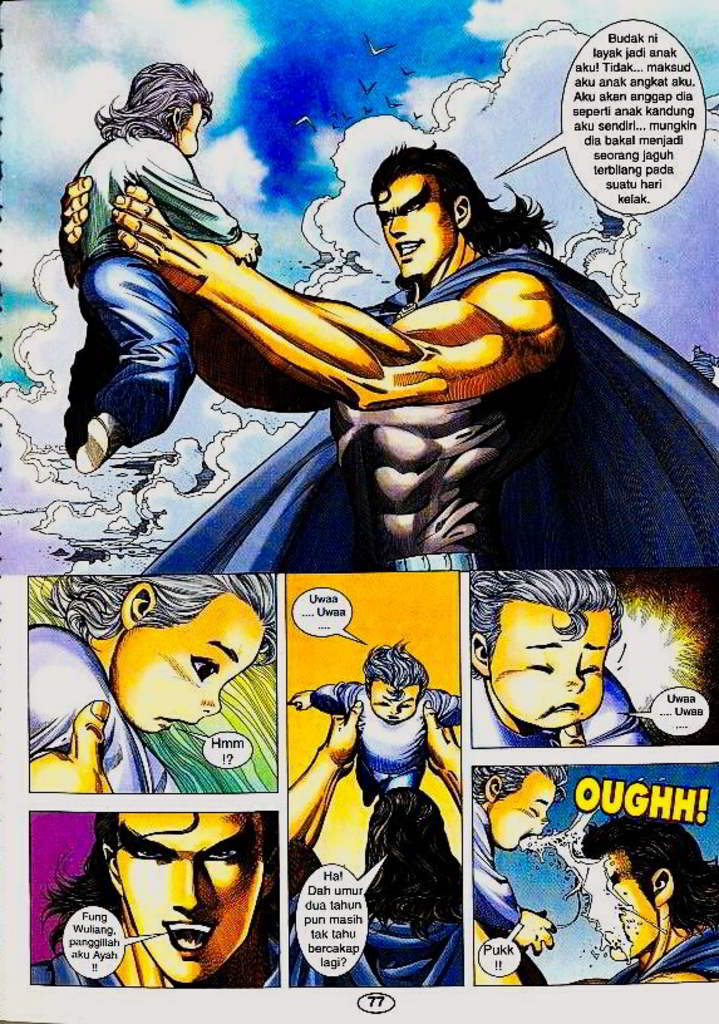 Budak ni
layak jadi anak
aku! Tidak... maksud
aku anak angkat aku.
Aku akan anggap dia
seperti anak kandung
aku sendiri... mungkin
dia bakal menjadi
seorang jaguh
terbilang pada
suatu hari
kelak.
Hmm
!?
Fung
Wuliang,
panggillah
aku Ayah
!!
Uwaa
.... Uwaa
....
Ha!
Dah umur
dua tahun
pun masih
tak tahu
bercakap
lagi?
Uwaa
.... Uwaa
....
OUGHH!
Pukk
!!
77